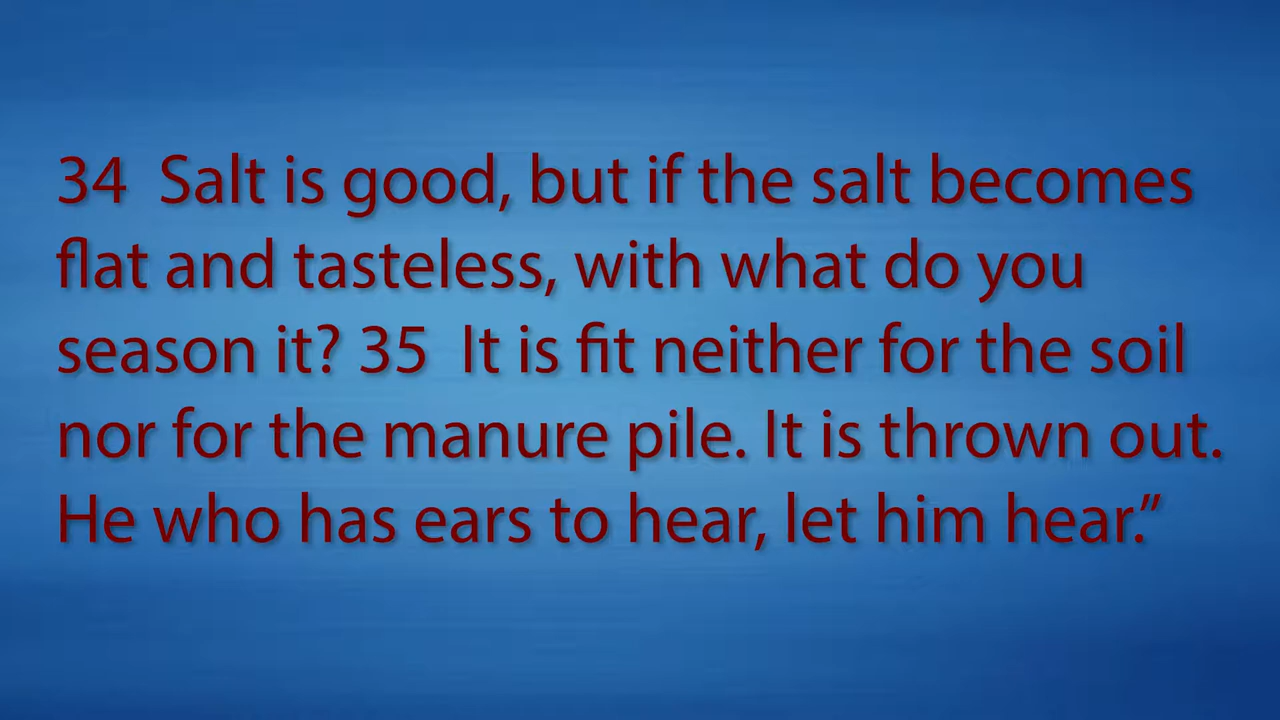 34  Salt is good, but if the salt becomes
flat and tasteless, with what do you
season it? 35  It is fit neither for the soil
nor for the manure pile. It is thrown out.
He who has ears to hear, let him hear.”